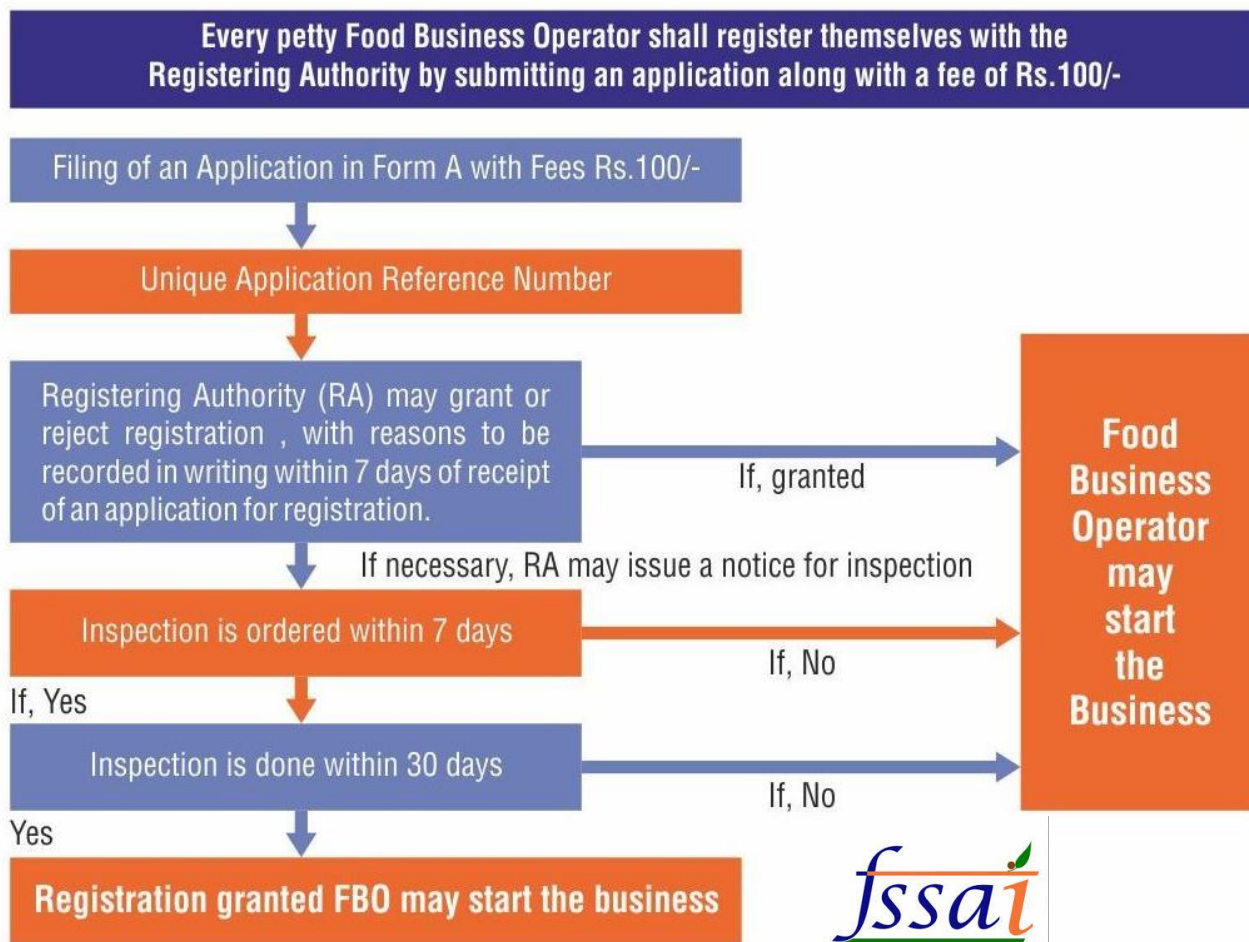 Every petty Food Business Operator shall register themselves with the
Registering Authority by submitting an application along with a fee of Rs.100/-
Filing of an Application in Form A with Fees Rs.100/-
Unique Application Reference Number
Registering Authority (RA) may grant or
reject registration , with reasons to be
recorded in writing within 7 days of receipt
of an application for registration.
If, granted
If necessary, RA may issue a notice for inspection
Inspection is ordered within 7 days
If, No
If, Yes
Inspection is done within 30 days
If, No
Yes
Registration granted FBO may start the business
Food
Business
Operator
may
start
the
Business
fssai